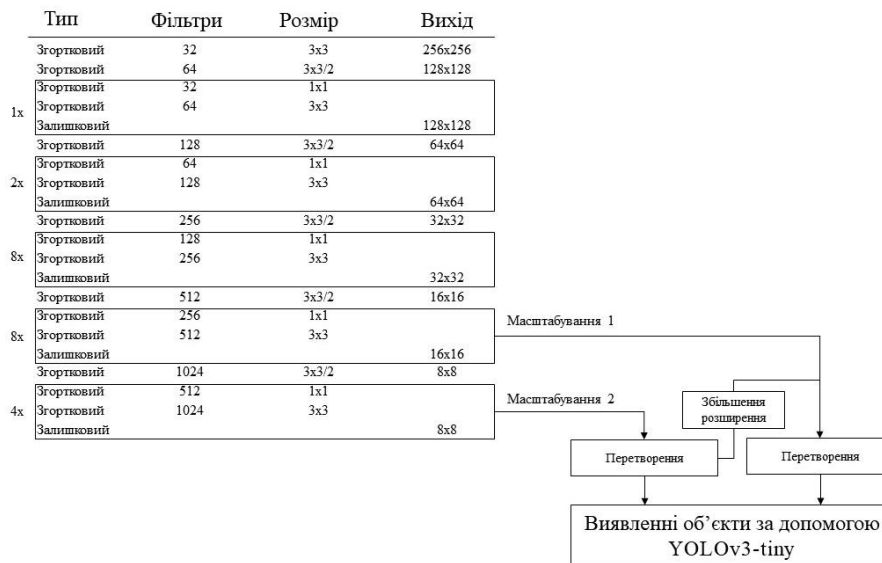 Тип Фільтри Розмір Вихід
Згортковий 32 3x3 256x256
Згортковий 64 3x3/2 128x128
Згортковий 32 1x1
1x Згортковий 64 3x3
Залишковий 128x128
Згортковий 128 3x3/2 64x64
Згортковий 64 1x1
2x Згортковий 128 3x3
Залишковий 64x64
Згортковий 256 3x3/2 32x32
Згортковий 128 1x1
8x Згортковий 256 3x3
Залишковий 32x32
Згортковий 512 3x3/2 16x16
Згортковий 256 1x1
8x Згортковий 512 3x3
Залишковий 16x16
Згортковий 1024 3x3/2 8x8
Згортковий 512 1x1
4x Згортковий 1024 3x3
Залишковий 8x8
Масштабування 1
Масштабування 2
Збільшення
розширення
Перетворення
Перетворення
Виявленні об’єкти за допомогою
YOLOv3-tiny